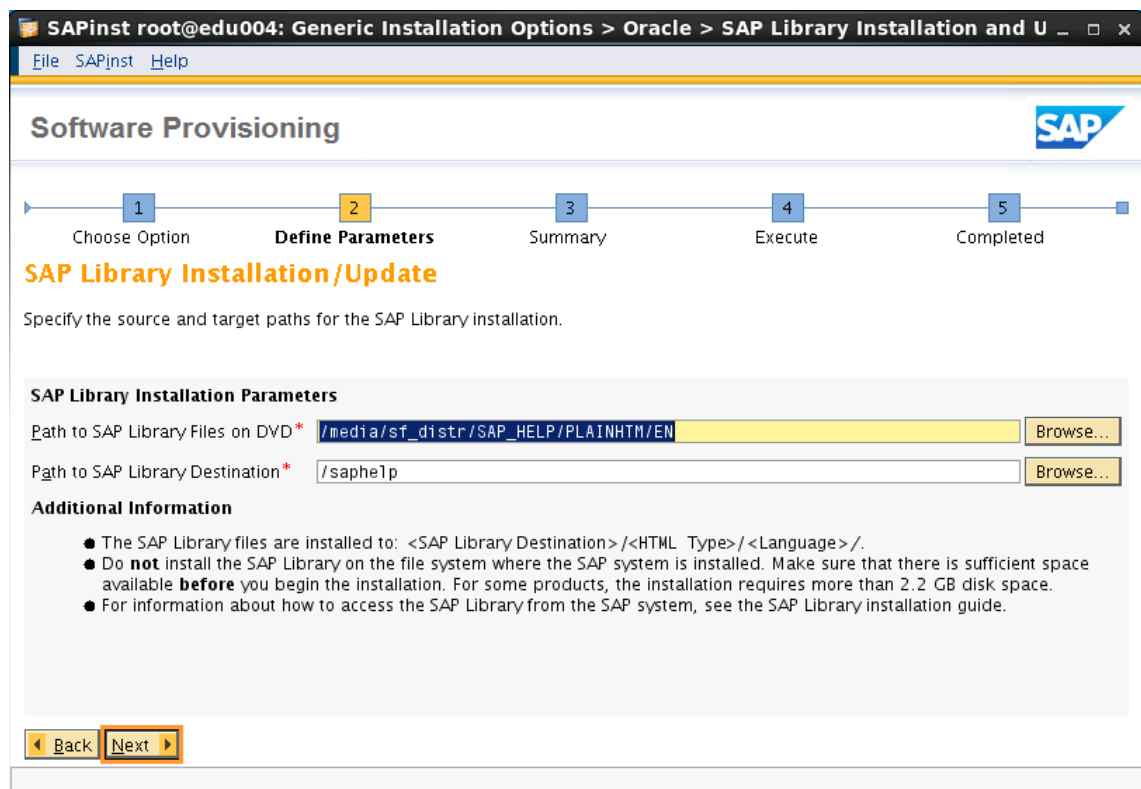 SAPinst root@edu004: Generic Installation Options > Oracle > SAP Library Installation and U
File SAPinst Help
Software Provisioning
SAP
1 2 3 4 5
Choose Option Define Parameters Summary Execute Completed
SAP Library Installation/Update
Specify the source and target paths for the SAP Library installation.
SAP Library Installation Parameters
Path to SAP Library Files on DVD* /media/sf_distr/SAP_HELP/PLAINHTM/EN Browse...
Path to SAP Library Destination* /saphelp Browse...
Additional Information
● The SAP Library files are installed to: <SAP Library Destination>/<HTML Type>/<Language>/.
● Do not install the SAP Library on the file system where the SAP system is installed. Make sure that there is sufficient space
available before you begin the installation. For some products, the installation requires more than 2.2 GB disk space.
● For information about how to access the SAP Library from the SAP system, see the SAP Library installation guide.
Back Next